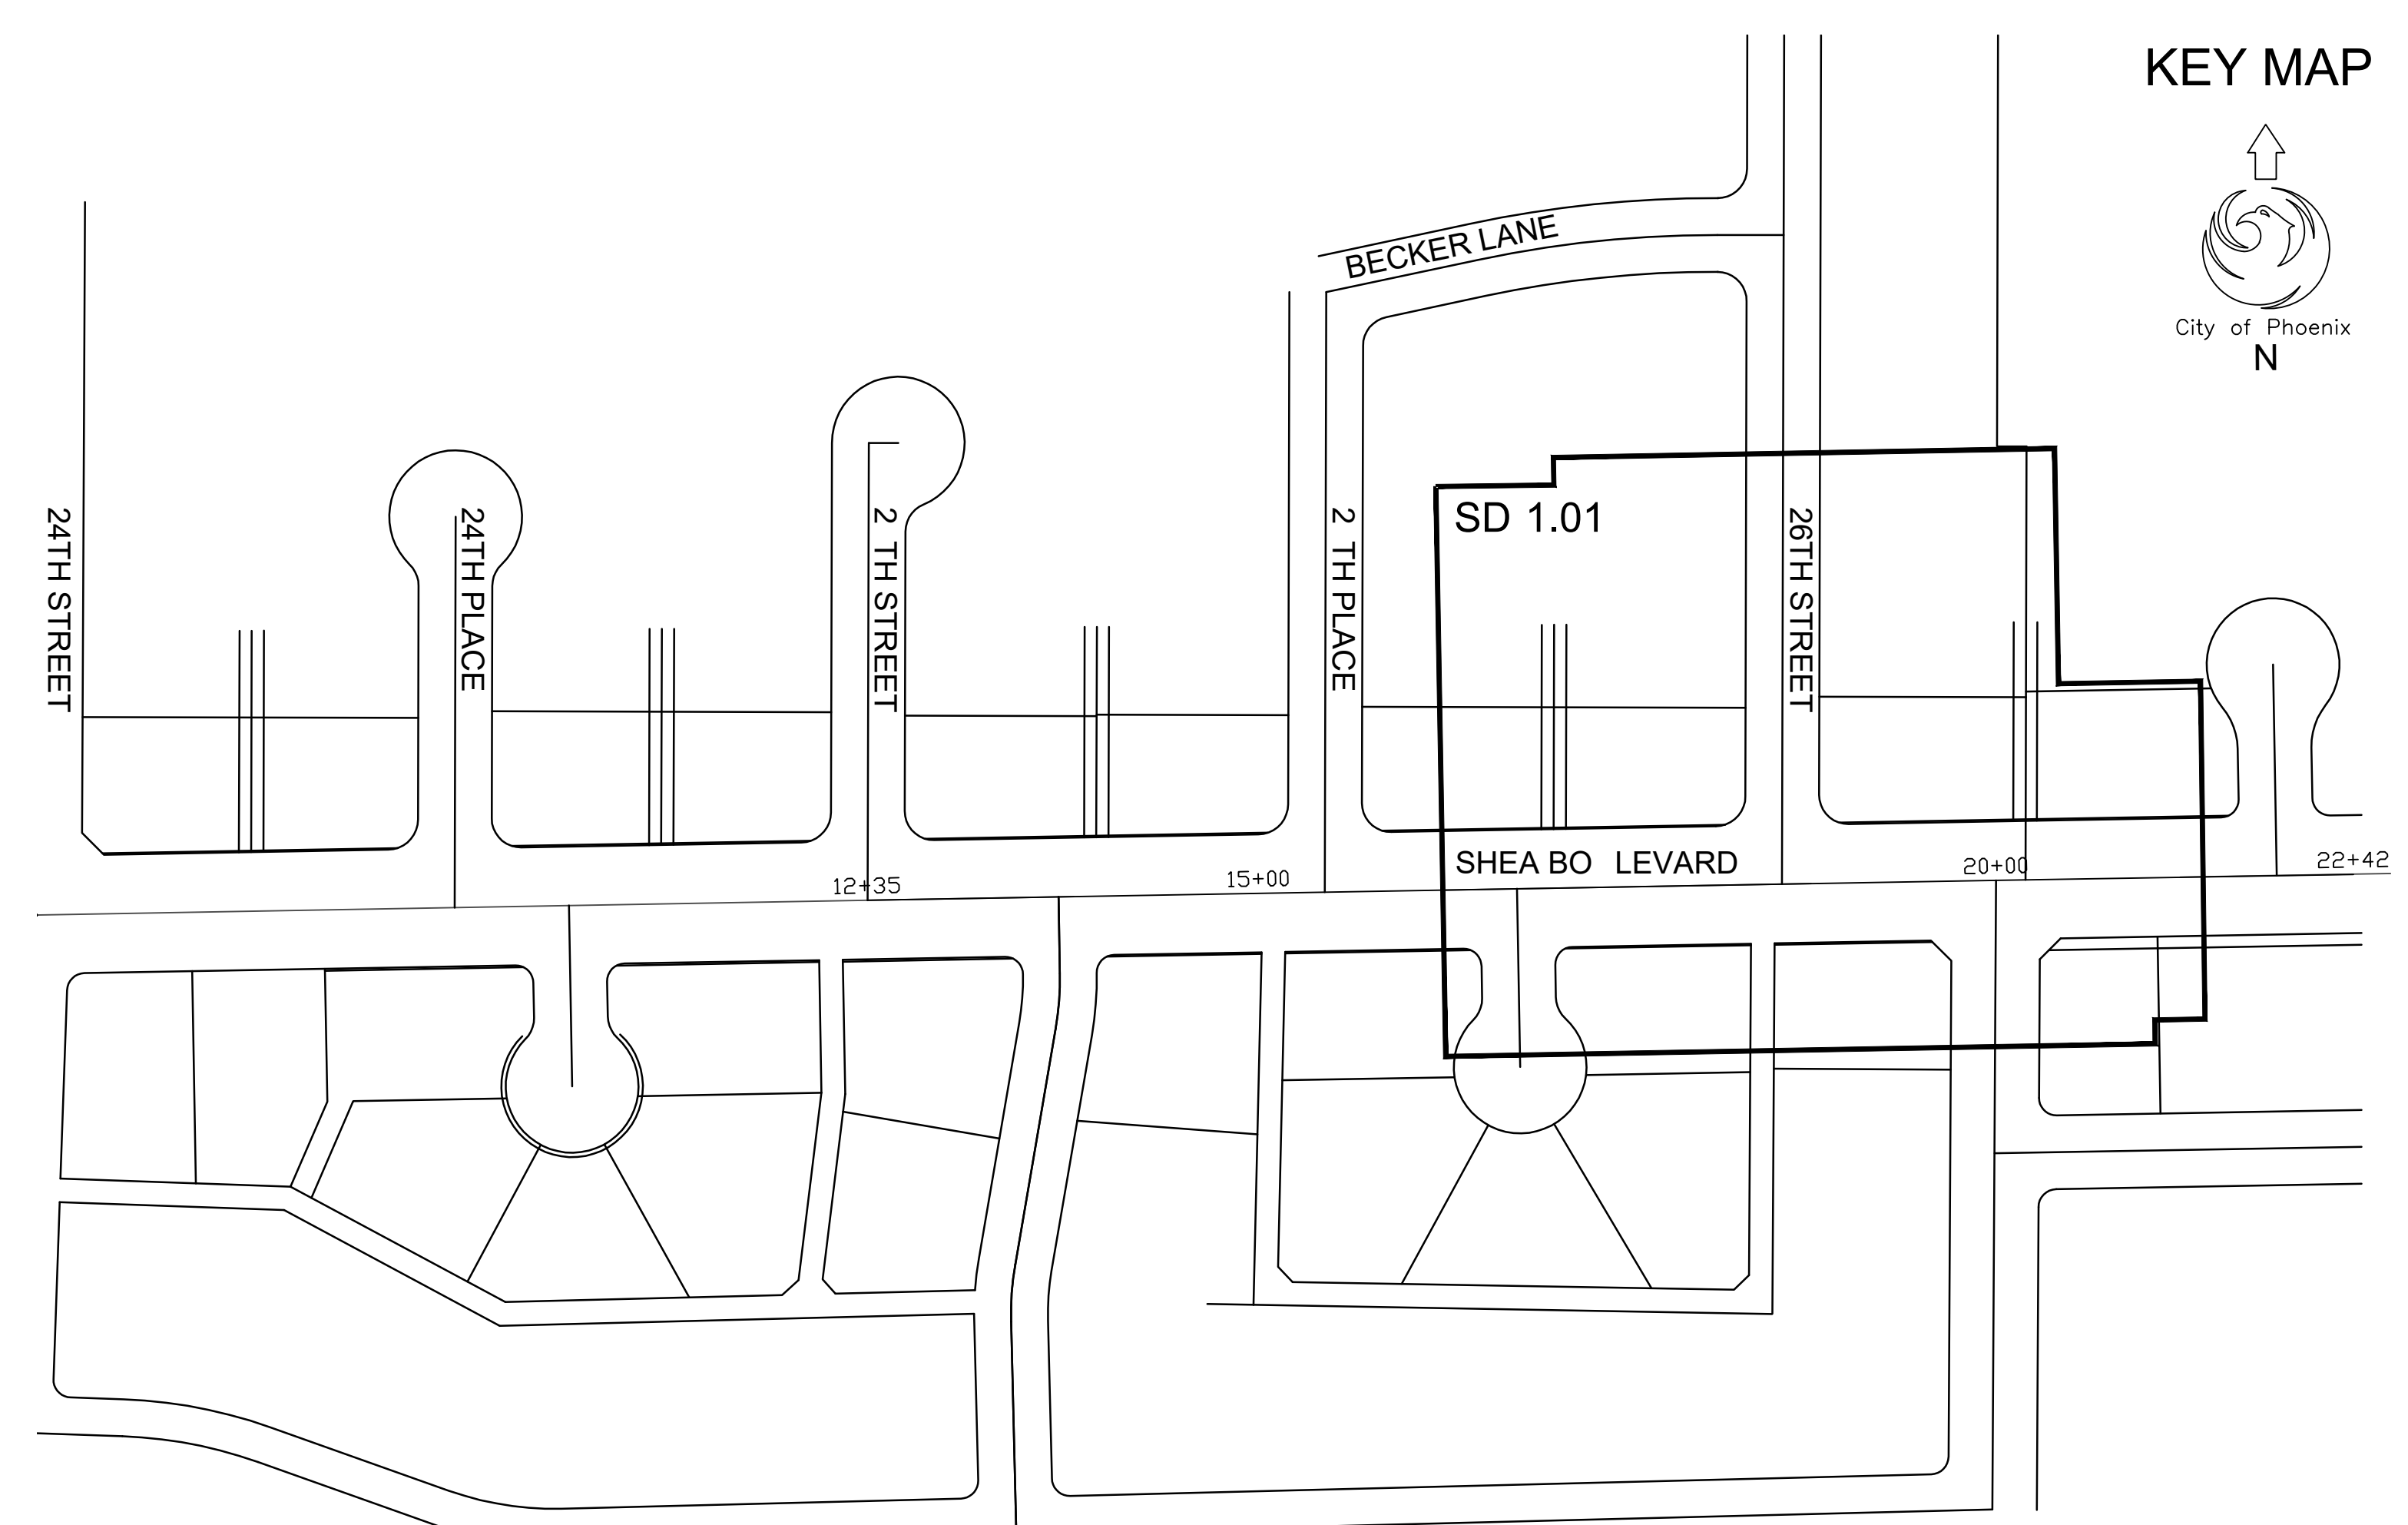 KEY MAP
City of Phoenix
N
BECKER LANE
24TH STREET
24TH PLACE
2 TH STREET
2 TH PLACE
SD 1.01
26TH STREET
SHEA BO LEVARD
12+35
15+00
20+00
22+42